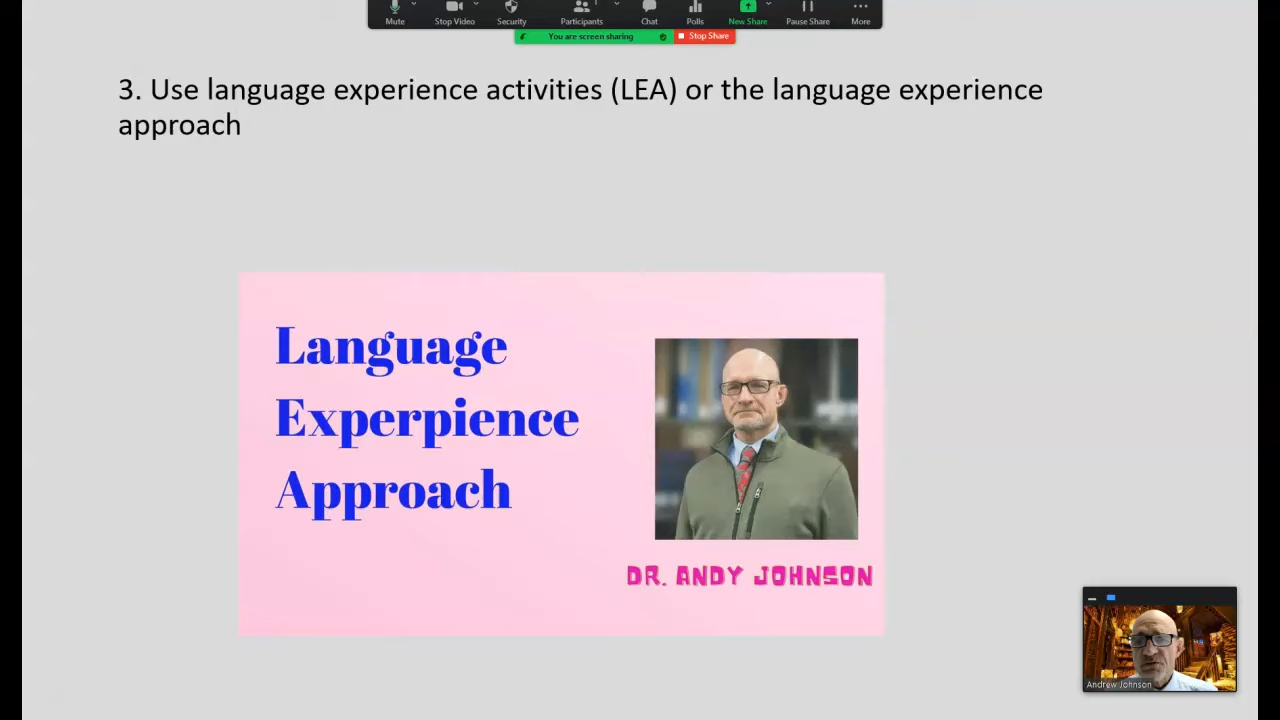 Mute Stop Video Security Participants Chat Polls New Share Pause Share More
You are screen sharing Stop Share
3. Use language experience activities (LEA) or the language experience
approach
Language
Experpience
Approach
DR. ANDY JOHNSON
Andrew Johnson